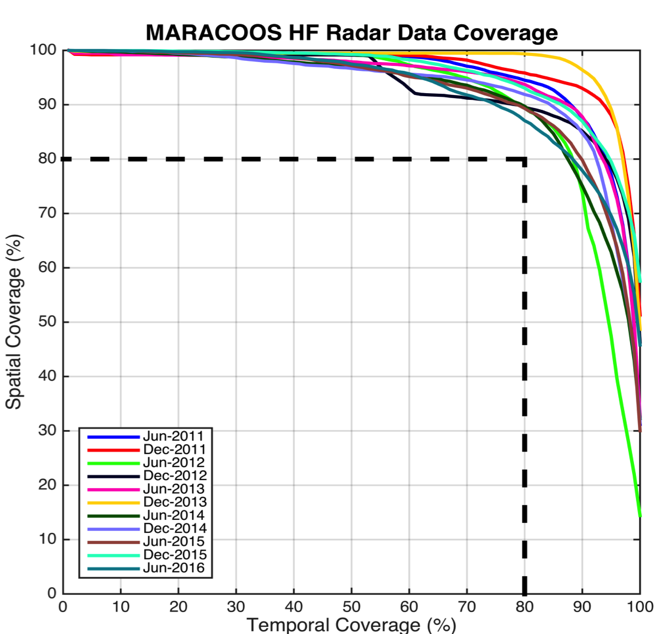 MARACOOS HF Radar Data Coverage
100
90
80
70
60
50
40
30
20
10
0
Spatial Coverage (%)
Jun-2011
Dec-2011
Jun-2012
Dec-2012
Jun-2013
Dec-2013
Jun-2014
Dec-2014
Jun-2015
Dec-2015
Jun-2016
0 10 20 30 40 50 60 70 80 90 100
Temporal Coverage (%)